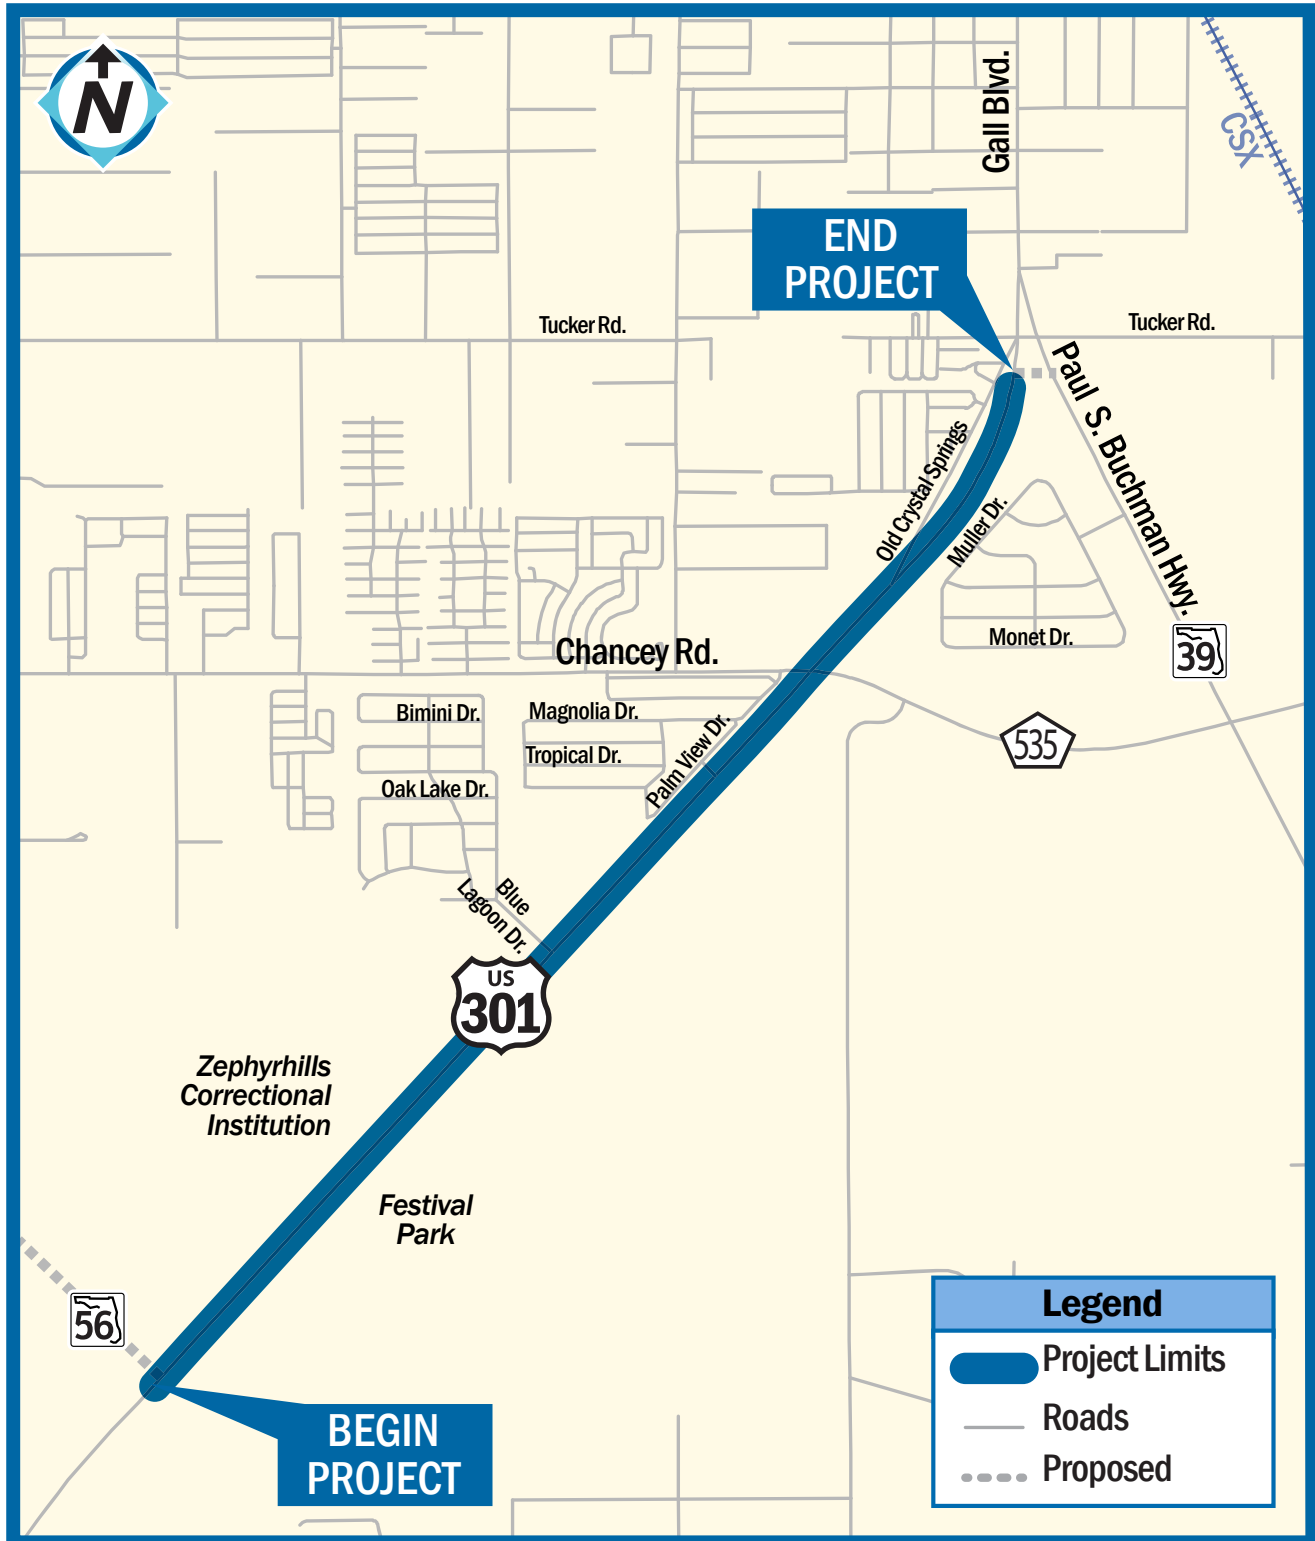 N
Gall Blvd.
CSX
END
PROJECT
Tucker Rd.
Tucker Rd.
Paul S. Buchman Hwy.
Old Crystal Springs
Muller Dr.
Monet Dr.
39
Chancey Rd.
Bimini Dr.
Magnolia Dr.
Tropical Dr.
Palm View Dr.
535
Oak Lake Dr.
Blue
Lagoon Dr.
US
301
Zephyrhills
Correctional
Institution
Festival
Park
56
BEGIN
PROJECT
Legend
Project Limits
Roads
Proposed